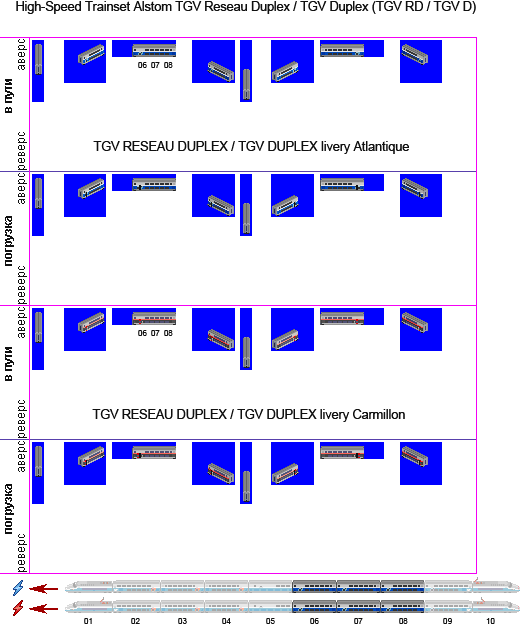 High-Speed Trainset Alstom TGV Reseau Duplex / TGV Duplex (TGV RD / TGV D)
аверс
в пути
06 07 08
реверс
TGV RESEAU DUPLEX / TGV DUPLEX livery Atlantique
аверс
погрузка
реверс
аверс
в пути
06 07 08
реверс
TGV RESEAU DUPLEX / TGV DUPLEX livery Carmillon
аверс
погрузка
реверс
01 02 03 04 05 06 07 08 09 10